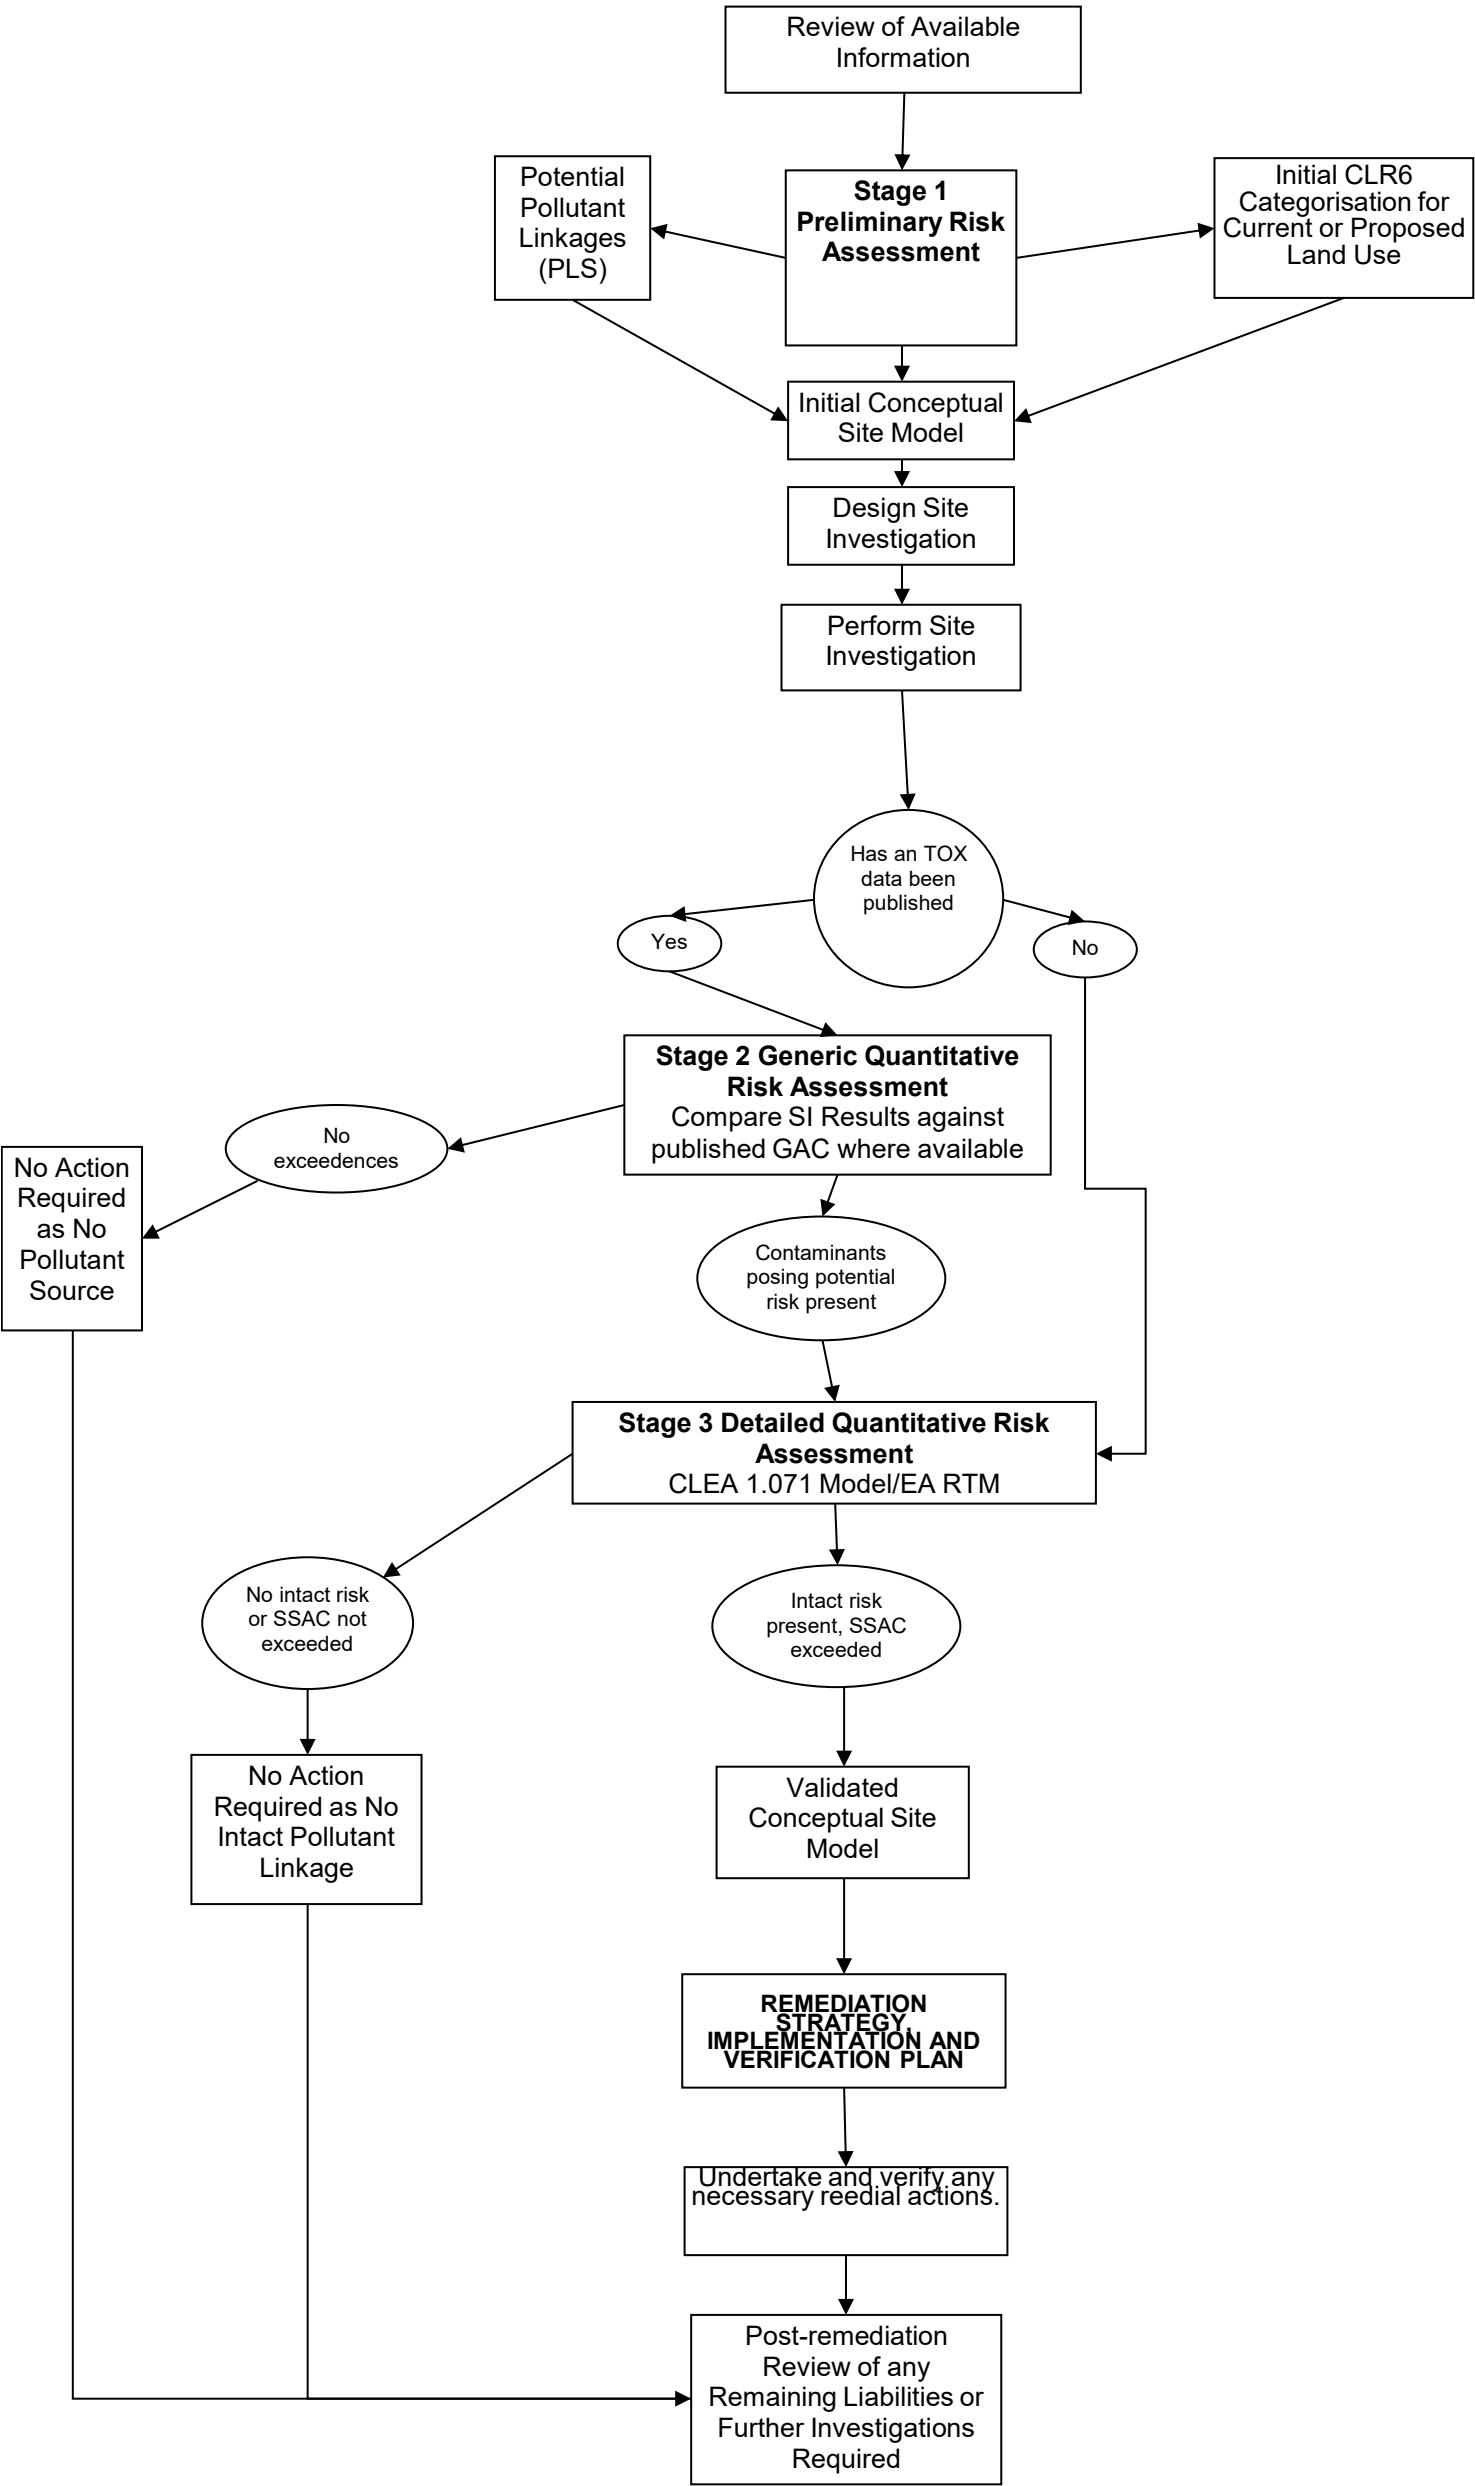 Review of Available
Information
Potential
Pollutant
Linkages
(PLS)
Stage 1
Preliminary Risk
Assessment
Initial CLR6
Categorisation for
Current or Proposed
Land Use
Initial Conceptual
Site Model
Design Site
Investigation
Perform Site
Investigation
Has an TOX
data been
published
Yes
No
Stage 2 Generic Quantitative
Risk Assessment
Compare SI Results against
published GAC where available
No
exceedences
No Action
Required
as No
Pollutant
Source
Contaminants
posing potential
risk present
Stage 3 Detailed Quantitative Risk
Assessment
CLEA 1.071 Model/EA RTM
No intact risk
or SSAC not
exceeded
Intact risk
present, SSAC
exceeded
No Action
Required as No
Intact Pollutant
Linkage
Validated
Conceptual Site
Model
REMEDIATION
STRATEGY,
IMPLEMENTATION AND
VERIFICATION PLAN
Undertake and verify any
necessary reedial actions.
Post-remediation
Review of any
Remaining Liabilities or
Further Investigations
Required